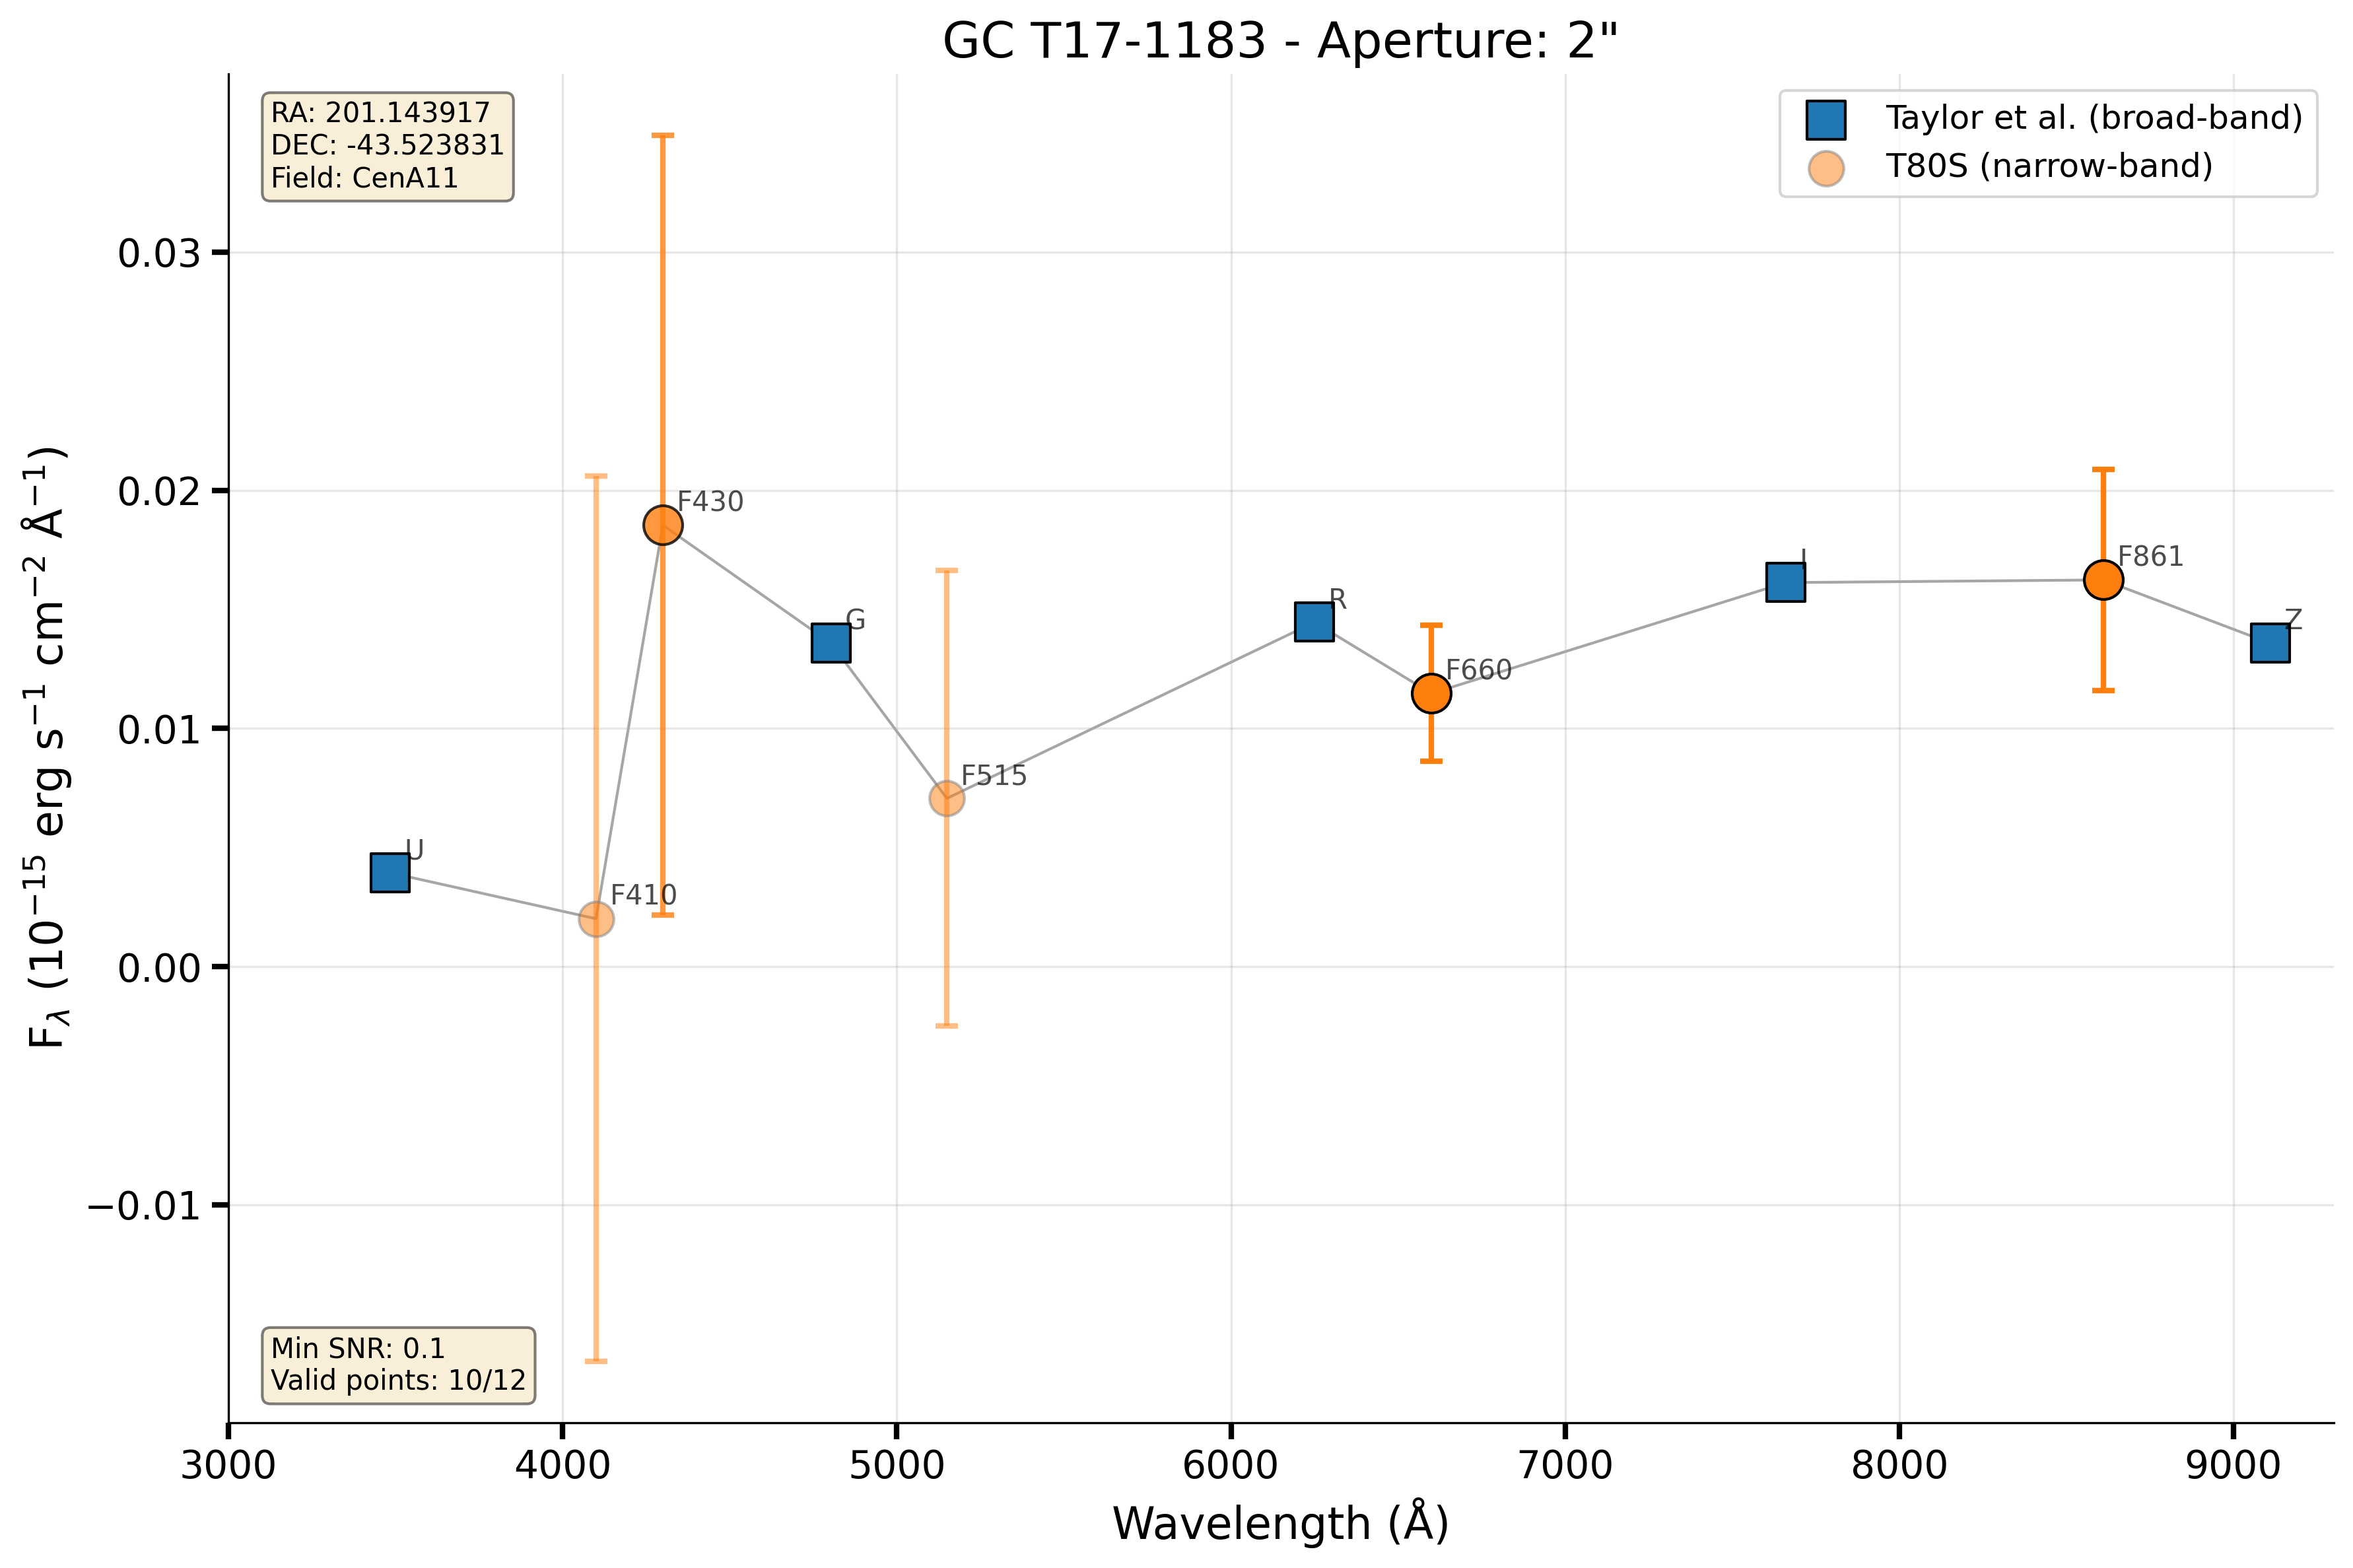 GC T17-1183 - Aperture: 2"
RA: 201.143917
DEC: -43.523831
Field: CenA11
Taylor et al. (broad-band)
T80S (narrow-band)
F_λ (10⁻¹⁵ erg s⁻¹ cm⁻² Å⁻¹)
0.03
0.02
0.01
0.00
−0.01
U
F410
F430
G
F515
R
F660
I
F861
Z
Min SNR: 0.1
Valid points: 10/12
3000 4000 5000 6000 7000 8000 9000
Wavelength (Å)